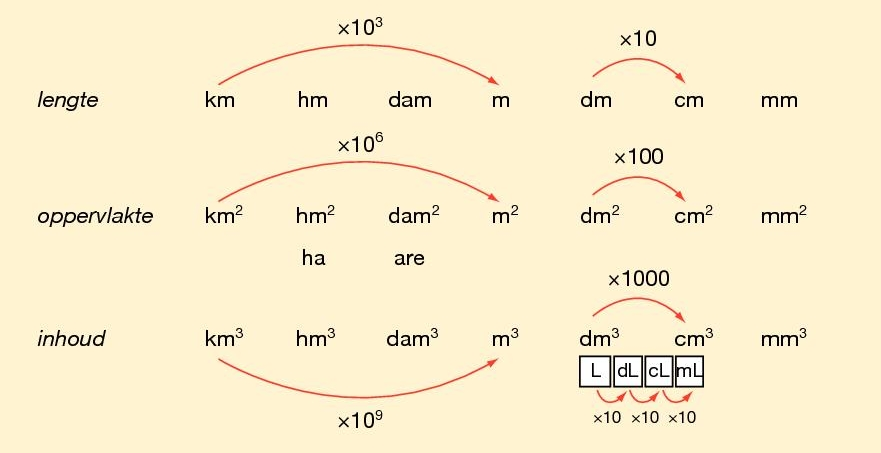 ×10³ ×10
lengte km hm dam m dm cm mm
×10⁶ ×100
oppervlakte km² hm² dam² m² dm² cm² mm²
ha are
×1000
inhoud km³ hm³ dam³ m³ dm³ cm³ mm³
L dL cL mL
×10⁹ ×10 ×10 ×10